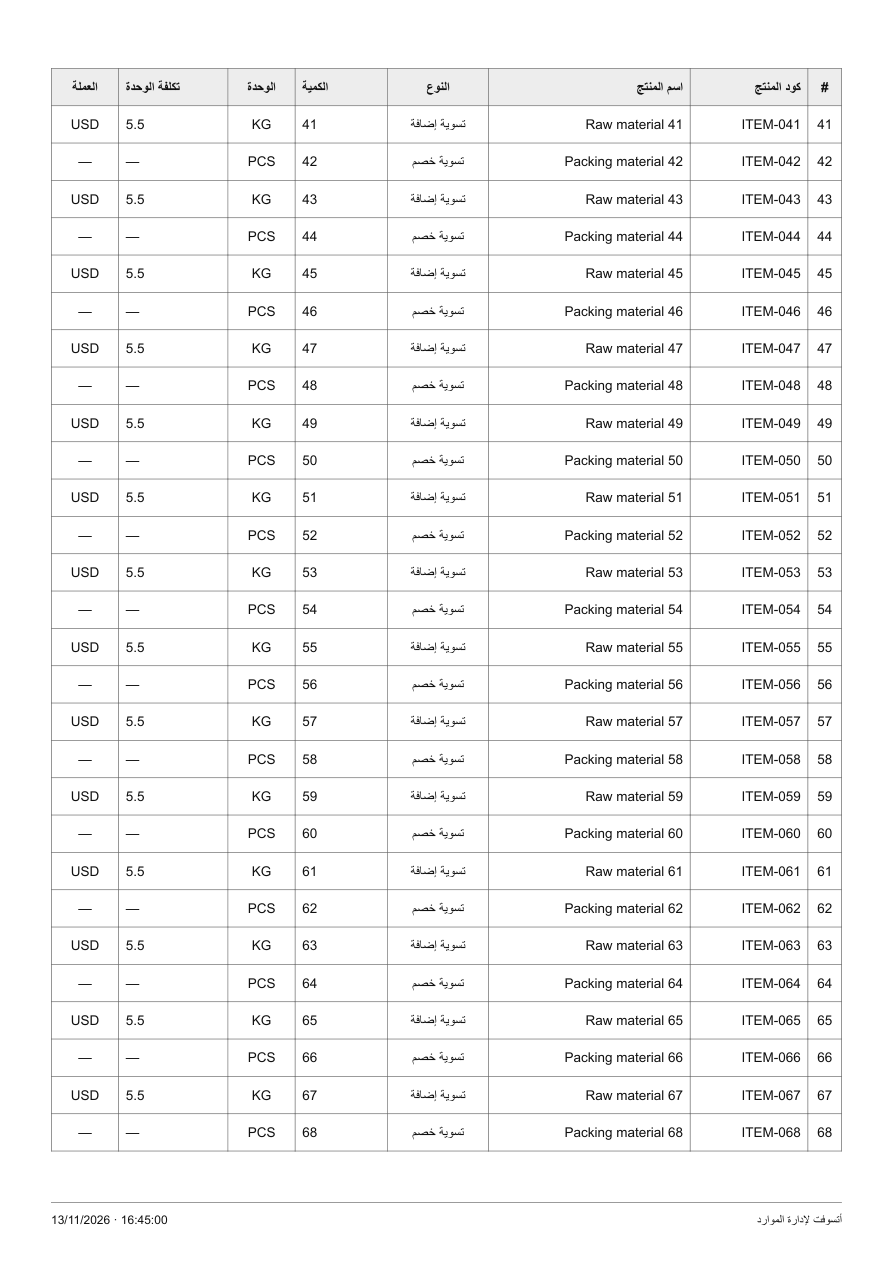 # كود المنتج اسم المنتج النوع الكمية الوحدة تكلفة الوحدة العملة
41 ITEM-041 Raw material 41 تسوية إضافة 41 KG 5.5 USD
42 ITEM-042 Packing material 42 تسوية خصم 42 PCS — —
43 ITEM-043 Raw material 43 تسوية إضافة 43 KG 5.5 USD
44 ITEM-044 Packing material 44 تسوية خصم 44 PCS — —
45 ITEM-045 Raw material 45 تسوية إضافة 45 KG 5.5 USD
46 ITEM-046 Packing material 46 تسوية خصم 46 PCS — —
47 ITEM-047 Raw material 47 تسوية إضافة 47 KG 5.5 USD
48 ITEM-048 Packing material 48 تسوية خصم 48 PCS — —
49 ITEM-049 Raw material 49 تسوية إضافة 49 KG 5.5 USD
50 ITEM-050 Packing material 50 تسوية خصم 50 PCS — —
51 ITEM-051 Raw material 51 تسوية إضافة 51 KG 5.5 USD
52 ITEM-052 Packing material 52 تسوية خصم 52 PCS — —
53 ITEM-053 Raw material 53 تسوية إضافة 53 KG 5.5 USD
54 ITEM-054 Packing material 54 تسوية خصم 54 PCS — —
55 ITEM-055 Raw material 55 تسوية إضافة 55 KG 5.5 USD
56 ITEM-056 Packing material 56 تسوية خصم 56 PCS — —
57 ITEM-057 Raw material 57 تسوية إضافة 57 KG 5.5 USD
58 ITEM-058 Packing material 58 تسوية خصم 58 PCS — —
59 ITEM-059 Raw material 59 تسوية إضافة 59 KG 5.5 USD
60 ITEM-060 Packing material 60 تسوية خصم 60 PCS — —
61 ITEM-061 Raw material 61 تسوية إضافة 61 KG 5.5 USD
62 ITEM-062 Packing material 62 تسوية خصم 62 PCS — —
63 ITEM-063 Raw material 63 تسوية إضافة 63 KG 5.5 USD
64 ITEM-064 Packing material 64 تسوية خصم 64 PCS — —
65 ITEM-065 Raw material 65 تسوية إضافة 65 KG 5.5 USD
66 ITEM-066 Packing material 66 تسوية خصم 66 PCS — —
67 ITEM-067 Raw material 67 تسوية إضافة 67 KG 5.5 USD
68 ITEM-068 Packing material 68 تسوية خصم 68 PCS — —
أتسوفت لإدارة الموارد 13/11/2026 · 16:45:00